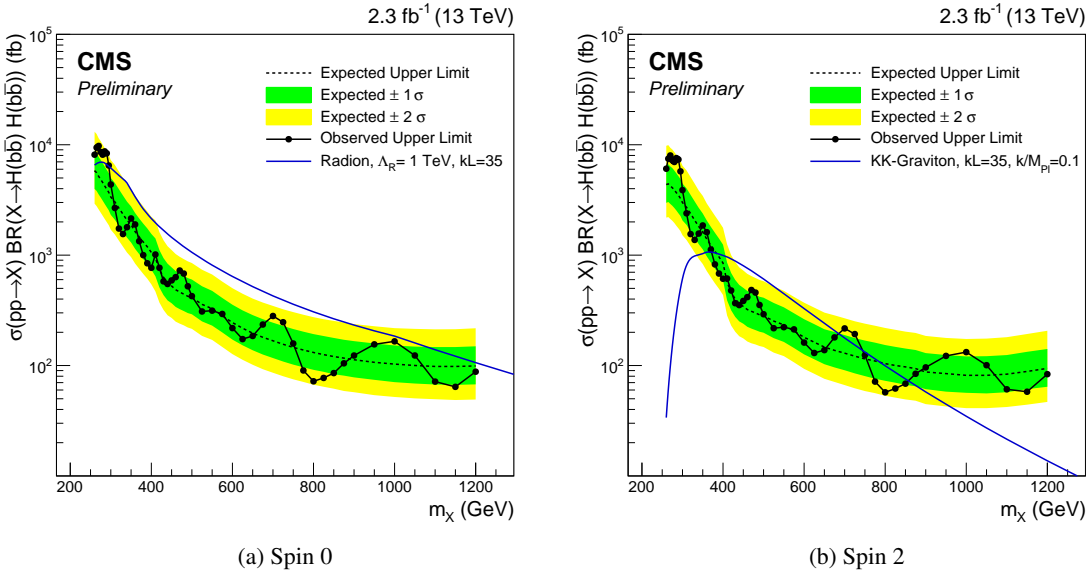 2.3 fb⁻¹ (13 TeV)
CMS
Preliminary
Expected Upper Limit
Expected ± 1 σ
Expected ± 2 σ
Observed Upper Limit
Radion, Λ_R= 1 TeV, kL=35
σ(pp→ X) BR(X→H(bb̅) H(bb̅)) (fb)
10⁵
10⁴
10³
10²
200 400 600 800 1000 1200
m_X (GeV)
(a) Spin 0
2.3 fb⁻¹ (13 TeV)
CMS
Preliminary
Expected Upper Limit
Expected ± 1 σ
Expected ± 2 σ
Observed Upper Limit
KK-Graviton, kL=35, k/M_Pl=0.1
σ(pp→ X) BR(X→H(bb̅) H(bb̅)) (fb)
10⁵
10⁴
10³
10²
200 400 600 800 1000 1200
m_X (GeV)
(b) Spin 2